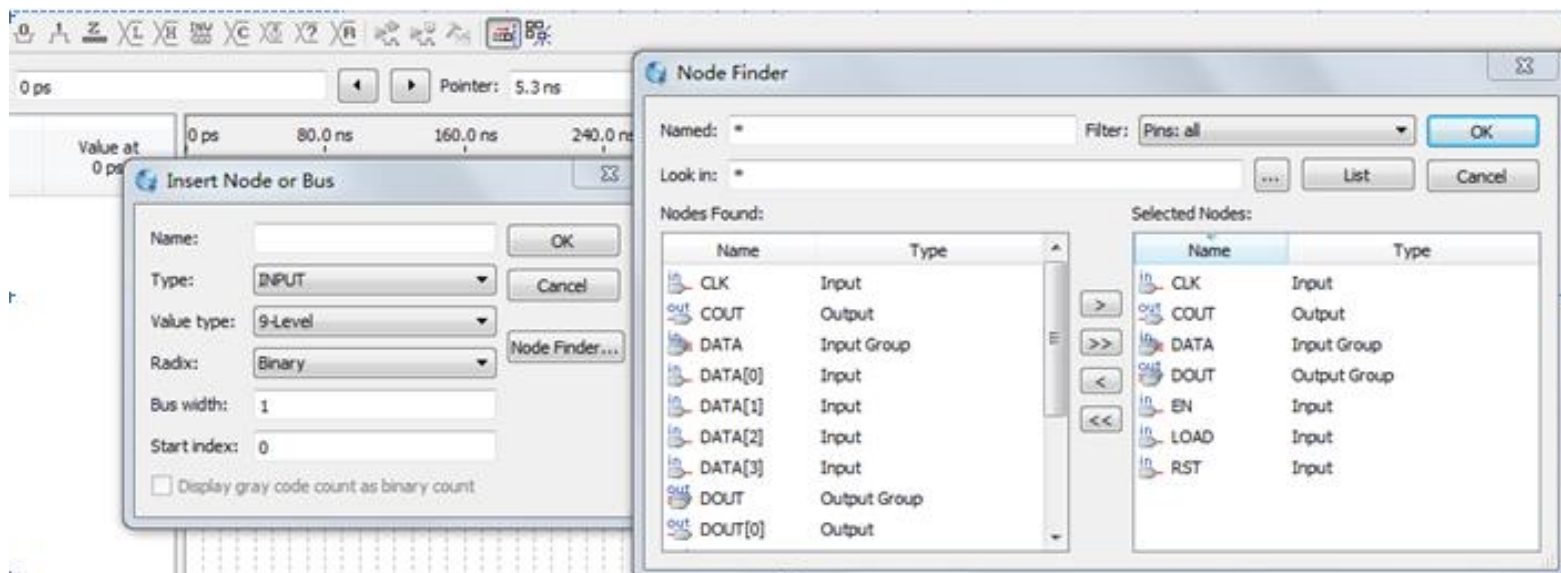 0 ps
Pointer: 5.3 ns
Value at
0 ps
0 ps 80.0 ns 160.0 ns 240.0 ns
Insert Node or Bus
Name:
OK
Type: INPUT
Cancel
Value type: 9-Level
Node Finder...
Radix: Binary
Bus width: 1
Start index: 0
Display gray code count as binary count
Node Finder
Named: *
Filter: Pins: all
OK
Look in: *
...
List
Cancel
Nodes Found:
Name Type
CLK Input
COUT Output
DATA Input Group
DATA[0] Input
DATA[1] Input
DATA[2] Input
DATA[3] Input
DOUT Output Group
DOUT[0] Output
>
>>
<
<<
Selected Nodes:
Name Type
CLK Input
COUT Output
DATA Input Group
DOUT Output Group
EN Input
LOAD Input
RST Input